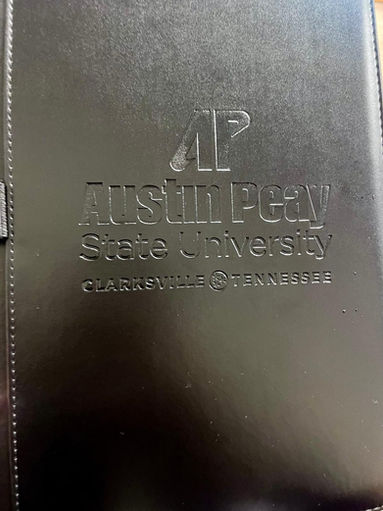 AP
Austin Peay
State University
CLARKSVILLE TENNESSEE